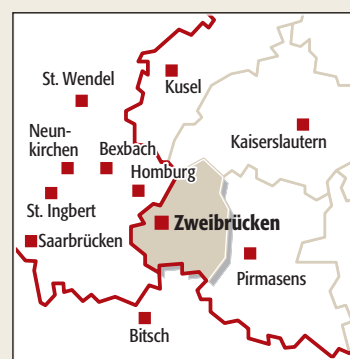 St. Wendel
Kusel
Neun-
kirchen
Bexbach
Kaiserslautern
Homburg
St. Ingbert
Zweibrücken
Saarbrücken
Pirmasens
Bitsch